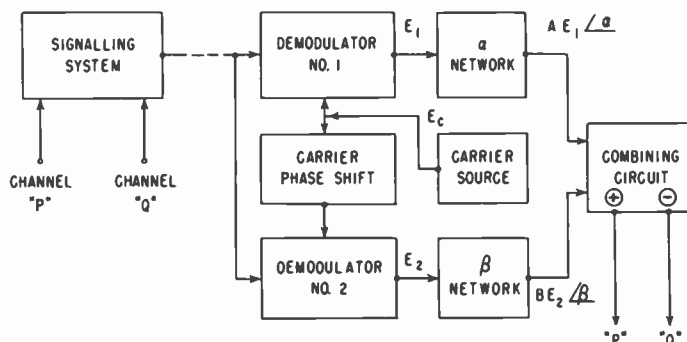 SIGNALLING
SYSTEM
DEMODULATOR
NO. 1
E1
α
NETWORK
A E1 ∠α
CHANNEL
"P"
CHANNEL
"Q"
EC
CARRIER
PHASE SHIFT
CARRIER
SOURCE
COMBINING
CIRCUIT
+
−
DEMODULATOR
NO. 2
E2
β
NETWORK
BE2 ∠β
"P"
"Q"